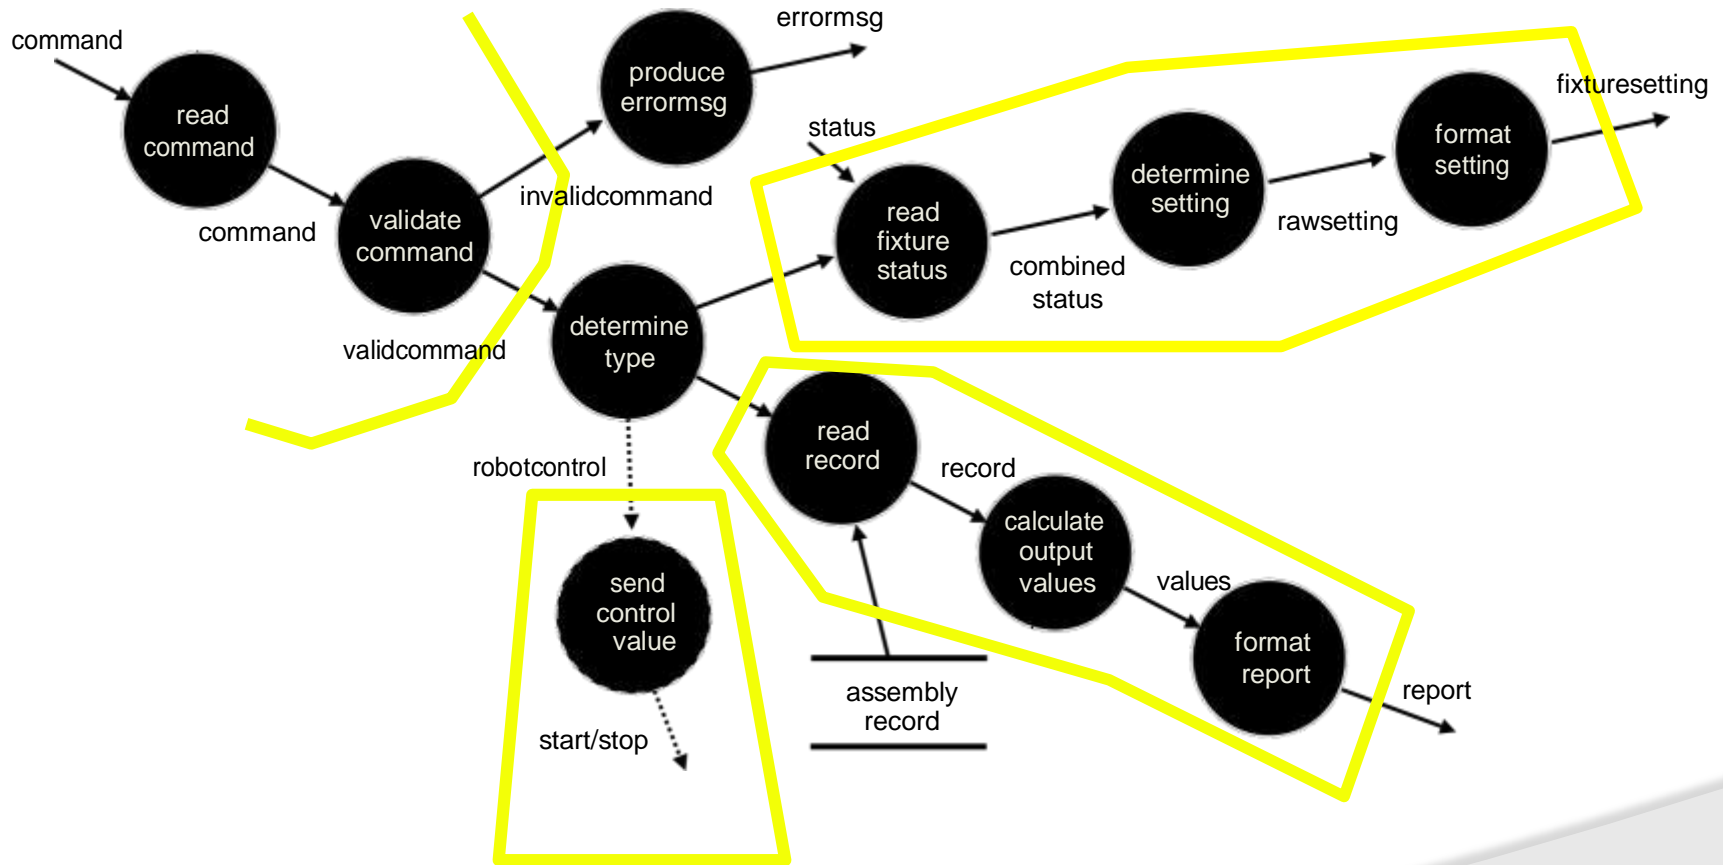 command
read
command
command
validate
command
produce
errormsg
errormsg
invalidcommand
validcommand
determine
type
status
read
fixture
status
combined
status
determine
setting
rawsetting
format
setting
fixturesetting
read
record
record
calculate
output
values
values
format
report
report
assembly
record
robotcontrol
send
control
value
start/stop